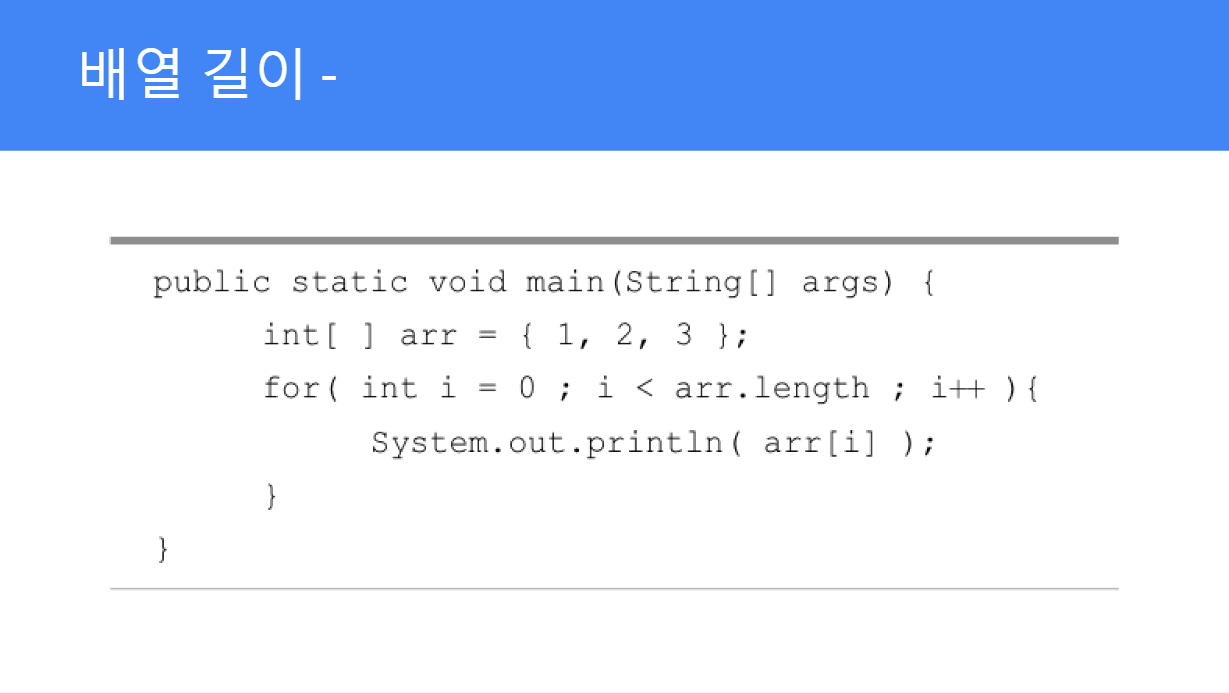 배열 길이 -
public static void main(String[] args) {
int[ ] arr = { 1, 2, 3 };
for( int i = 0 ; i < arr.length ; i++ ){
System.out.println( arr[i] );
}
}